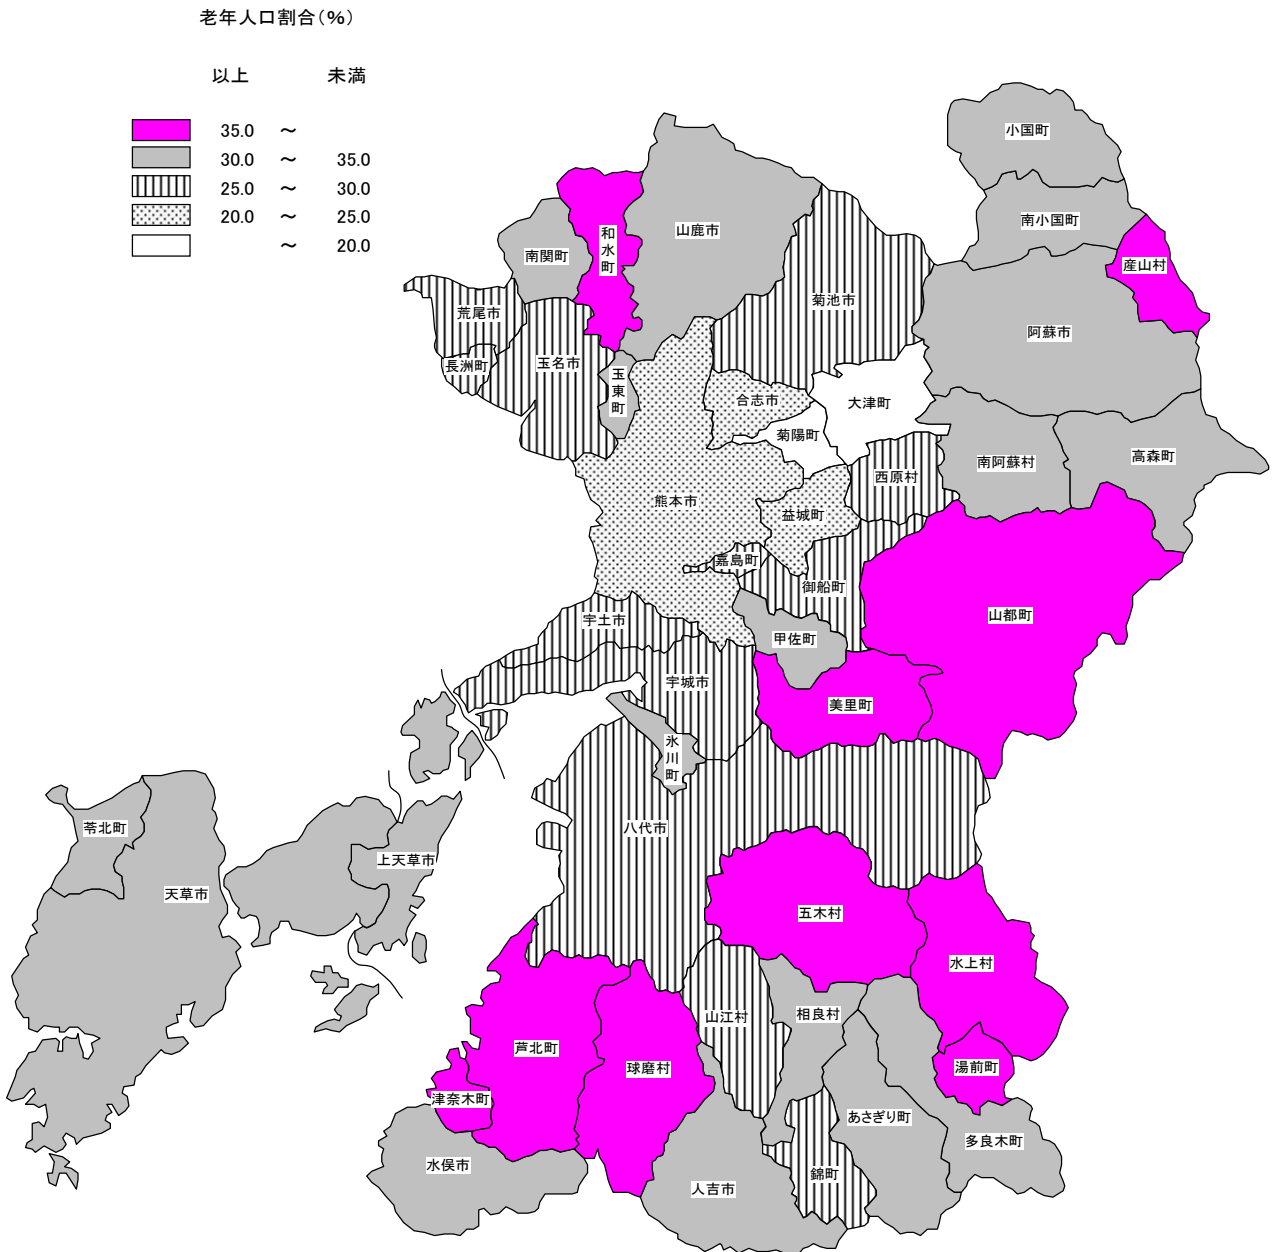 老年人口割合(%)
以上 未満
35.0 ～
30.0 ～ 35.0
25.0 ～ 30.0
20.0 ～ 25.0
～ 20.0
小国町
南小国町
産山村
山鹿市
和水町
南関町
菊池市
荒尾市
阿蘇市
長洲町
玉名市
玉東町
合志市
大津町
菊陽町
南阿蘇村
高森町
西原村
熊本市
益城町
嘉島町
御船町
山都町
宇土市
甲佐町
宇城市
美里町
氷川町
八代市
苓北町
上天草市
天草市
五木村
水上村
山江村
相良村
芦北町
球磨村
湯前町
津奈木町
あさぎり町
多良木町
水俣市
錦町
人吉市